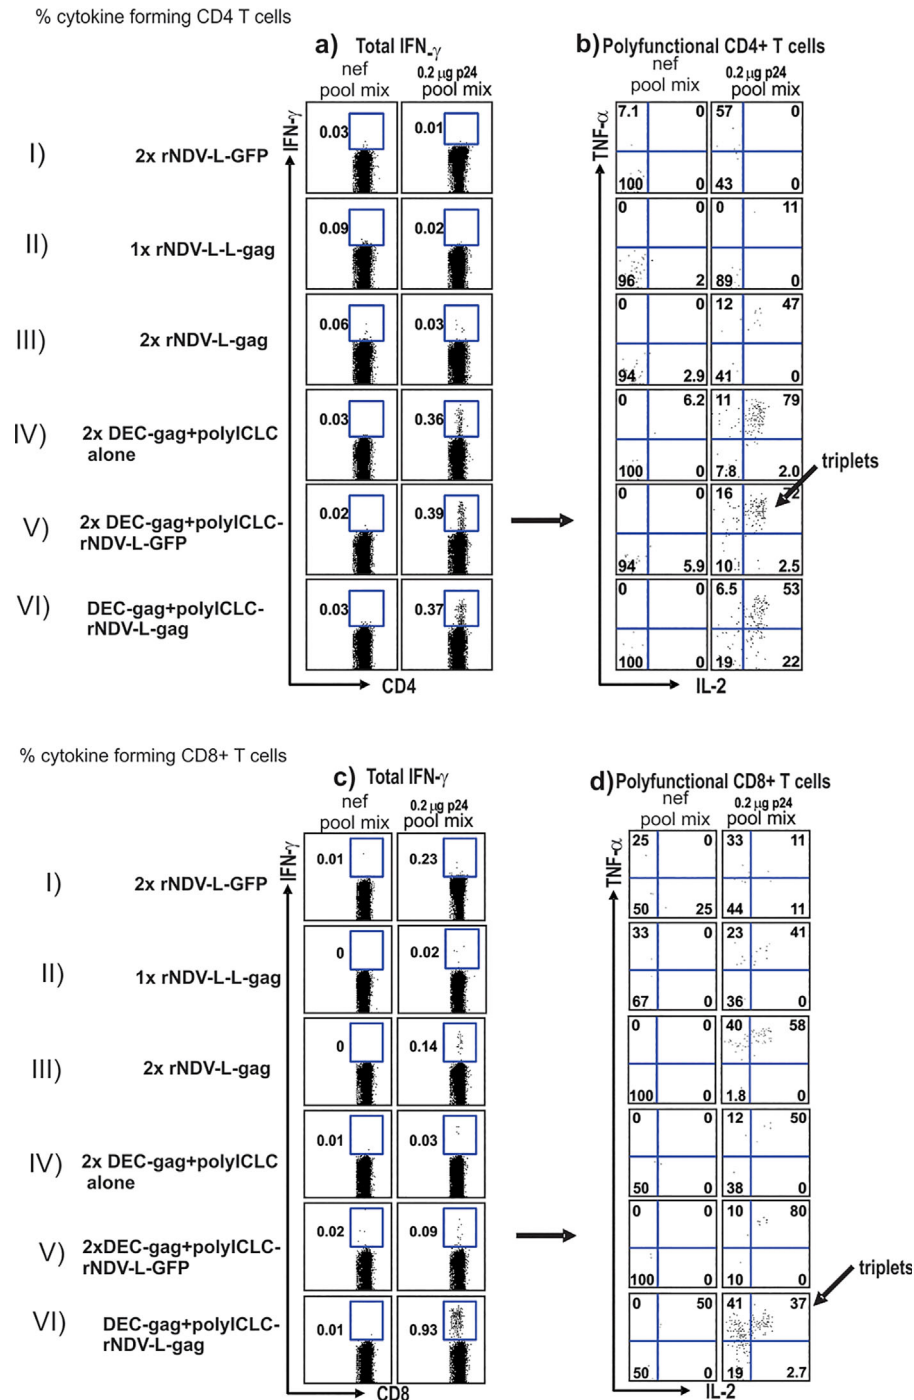 % cytokine forming CD4 T cells
a) Total IFN-γ
b) Polyfunctional CD4+ T cells
nef
pool mix
0.2 µg p24
pool mix
nef
pool mix
0.2 µg p24
pool mix
IFN-γ
TNF-α
I) 2x rNDV-L-GFP
0.03 0.01
7.1 0 57 0
100 0 43 0
II) 1x rNDV-L-L-gag
0.09 0.02
0 0 0 11
96 2 89 0
III) 2x rNDV-L-gag
0.06 0.03
0 0 12 47
94 2.9 41 0
IV) 2x DEC-gag+polyICLC
alone
0.03 0.36
0 6.2 11 79
100 0 7.8 2.0
triplets
V) 2x DEC-gag+polyICLC-
rNDV-L-GFP
0.02 0.39
0 0 16 72
94 5.9 10 2.5
VI) DEC-gag+polyICLC-
rNDV-L-gag
0.03 0.37
0 0 6.5 53
100 0 19 22
CD4
IL-2
% cytokine forming CD8+ T cells
c) Total IFN-γ
d) Polyfunctional CD8+ T cells
nef
pool mix
0.2 µg p24
pool mix
nef
pool mix
0.2 µg p24
pool mix
IFN-γ
TNF-α
I) 2x rNDV-L-GFP
0.01 0.23
25 0 33 11
50 25 44 11
II) 1x rNDV-L-L-gag
0 0.02
33 0 23 41
67 0 36 0
III) 2x rNDV-L-gag
0 0.14
0 0 40 58
100 0 1.8 0
IV) 2x DEC-gag+polyICLC
alone
0.01 0.03
0 0 12 50
50 0 38 0
V) 2xDEC-gag+polyICLC-
rNDV-L-GFP
0.02 0.09
0 0 10 80
100 0 10 0
triplets
VI) DEC-gag+polyICLC-
rNDV-L-gag
0.01 0.93
0 50 41 37
50 0 19 2.7
CD8
IL-2